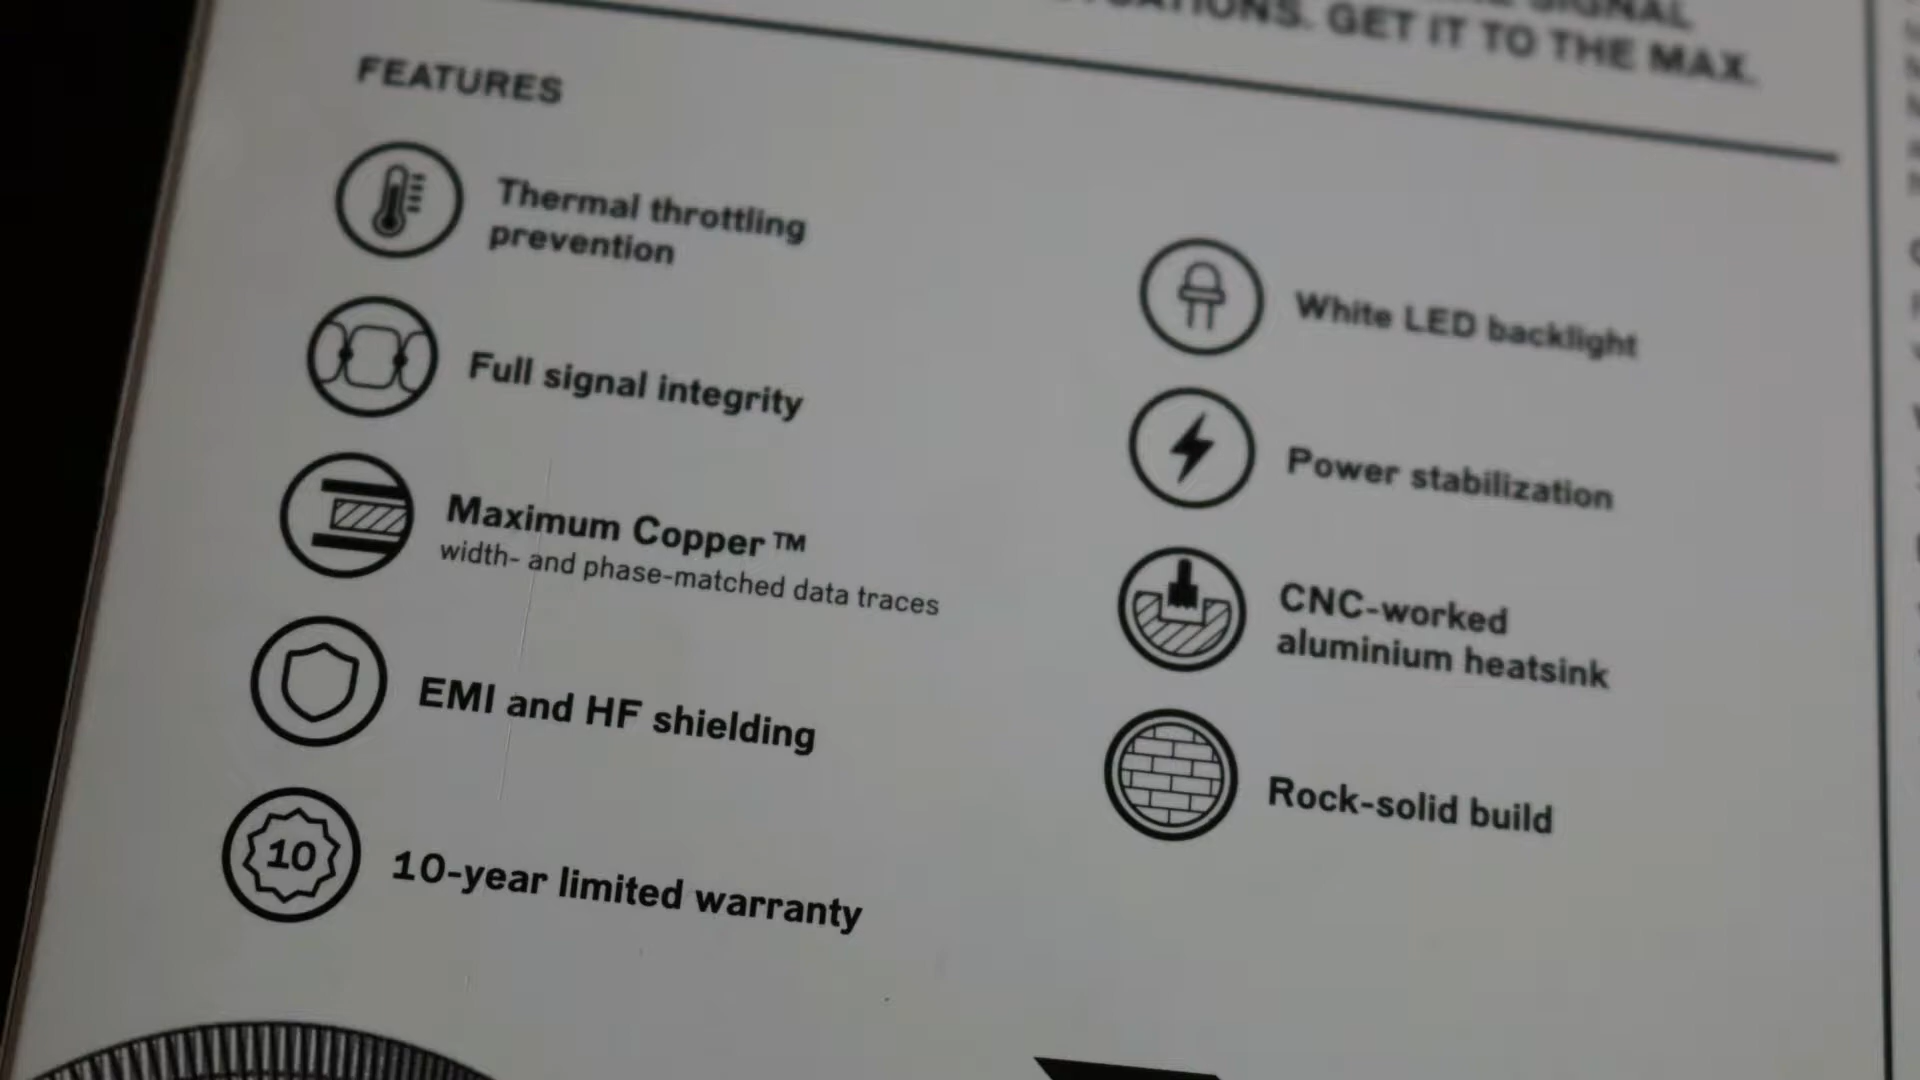 SIGNAL
GET IT TO THE MAX.
FEATURES
Thermal throttling
prevention
Full signal integrity
Maximum Copper™
width- and phase-matched data traces
EMI and HF shielding
10
10-year limited warranty
White LED backlight
Power stabilization
CNC-worked
aluminium heatsink
Rock-solid build